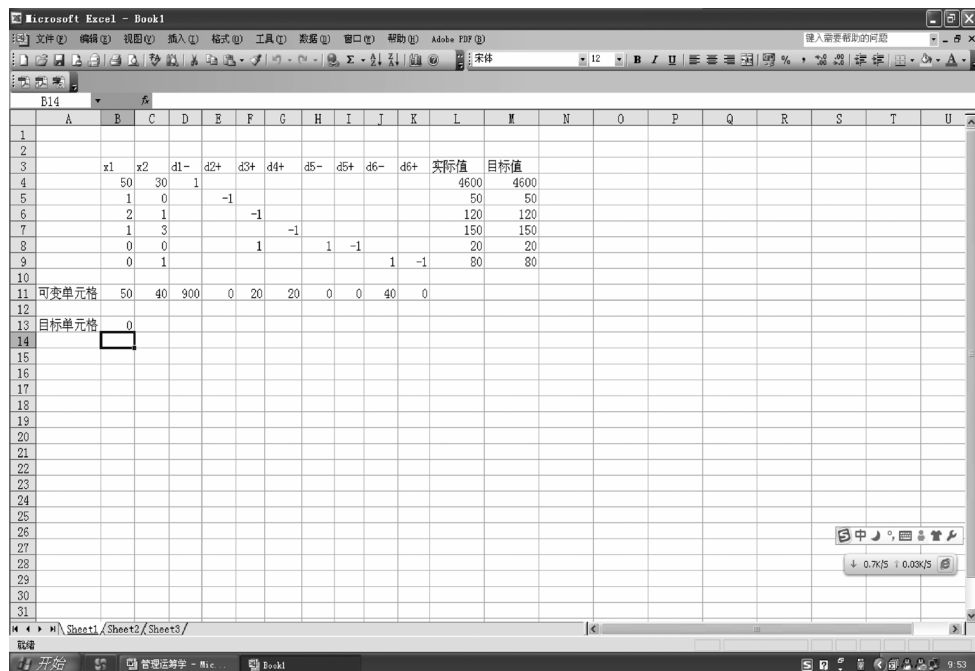 Microsoft Excel - Book1
文件(F) 编辑(E) 视图(V) 插入(I) 格式(O) 工具(T) 数据(D) 窗口(W) 帮助(H) Adobe PDF(B) 键入需要帮助的问题
宋体 12 B I U
B14 fx
A B C D E F G H I J K L M N O P Q R S T U
1
2
3 x1 x2 d1- d2+ d3+ d4+ d5- d5+ d6- d6+ 实际值 目标值
4 50 30 1 4600 4600
5 1 0 -1 50 50
6 2 1 -1 120 120
7 1 3 -1 150 150
8 0 0 1 1 -1 20 20
9 0 1 1 -1 80 80
10
11 可变单元格 50 40 900 0 20 20 0 0 40 0
12
13 目标单元格 0
14
15
16
17
18
19
20
21
22
23
24
25
26
中
27
28
↓ 0.7K/S ↑ 0.03K/S
29
30
31
Sheet1 Sheet2 Sheet3
就绪
开始 管理运筹学 - Mic... Book1 9:53